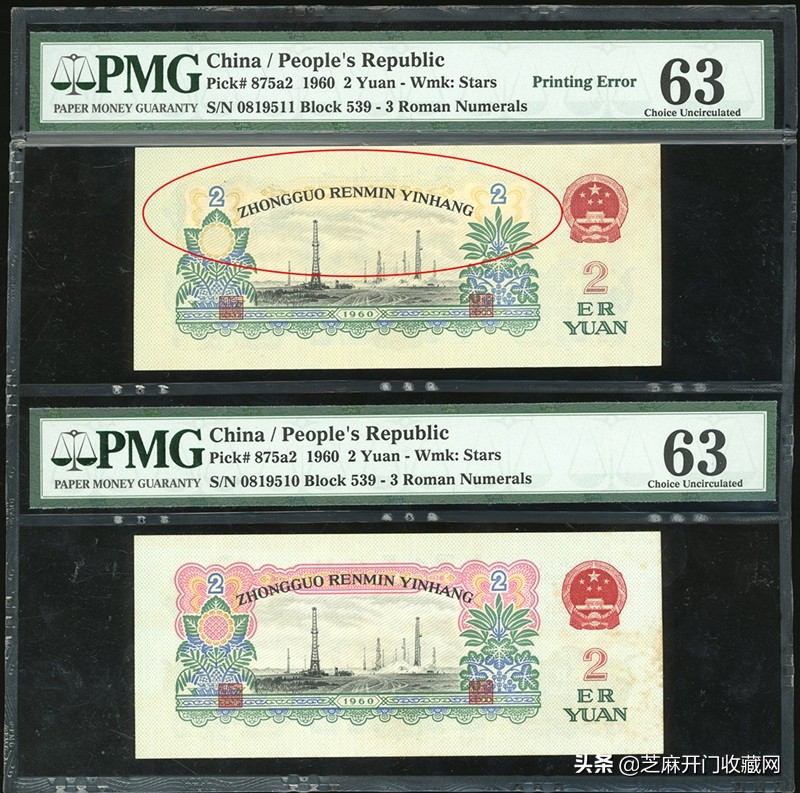 PMG
PAPER MONEY GUARANTY
China / People's Republic
Pick# 875a2 1960 2 Yuan - Wmk: Stars
S/N 0819511 Block 539 - 3 Roman Numerals
Printing Error
63
Choice Uncirculated
2
ZHONGGUO RENMIN YINHANG
2
1960
2
ER
YUAN
PMG
PAPER MONEY GUARANTY
China / People's Republic
Pick# 875a2 1960 2 Yuan - Wmk: Stars
S/N 0819510 Block 539 - 3 Roman Numerals
63
Choice Uncirculated
2
ZHONGGUO RENMIN YINHANG
2
1960
2
ER
YUAN
头条 @芝麻开门收藏网